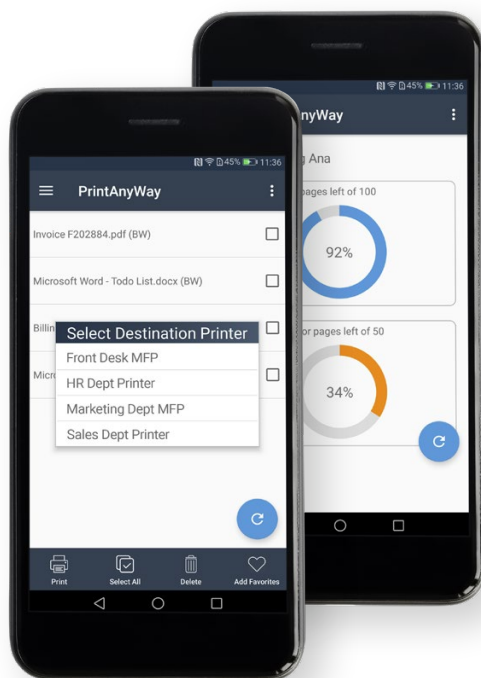 45% 11:36
PrintAnyWay
Invoice F202884.pdf (BW)
Microsoft Word - Todo List.docx (BW)
Billin
Micro
Select Destination Printer
Front Desk MFP
HR Dept Printer
Marketing Dept MFP
Sales Dept Printer
Print Select All Delete Add Favorites
45% 11:36
nyWay
g Ana
pages left of 100
92%
or pages left of 50
34%